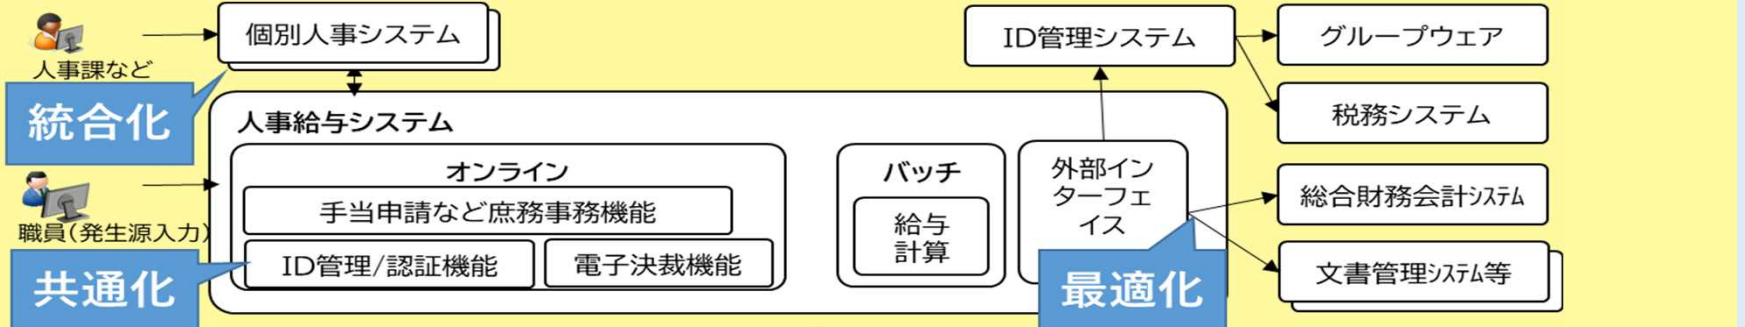 個別人事システム
人事課など
統合化
ID管理システム
グループウェア
税務システム
人事給与システム
オンライン
手当申請など庶務事務機能
ID管理/認証機能
電子決裁機能
職員(発生源入力)
共通化
バッチ
給与
計算
外部イン
ターフェ
イス
最適化
総合財務会計システム
文書管理システム等